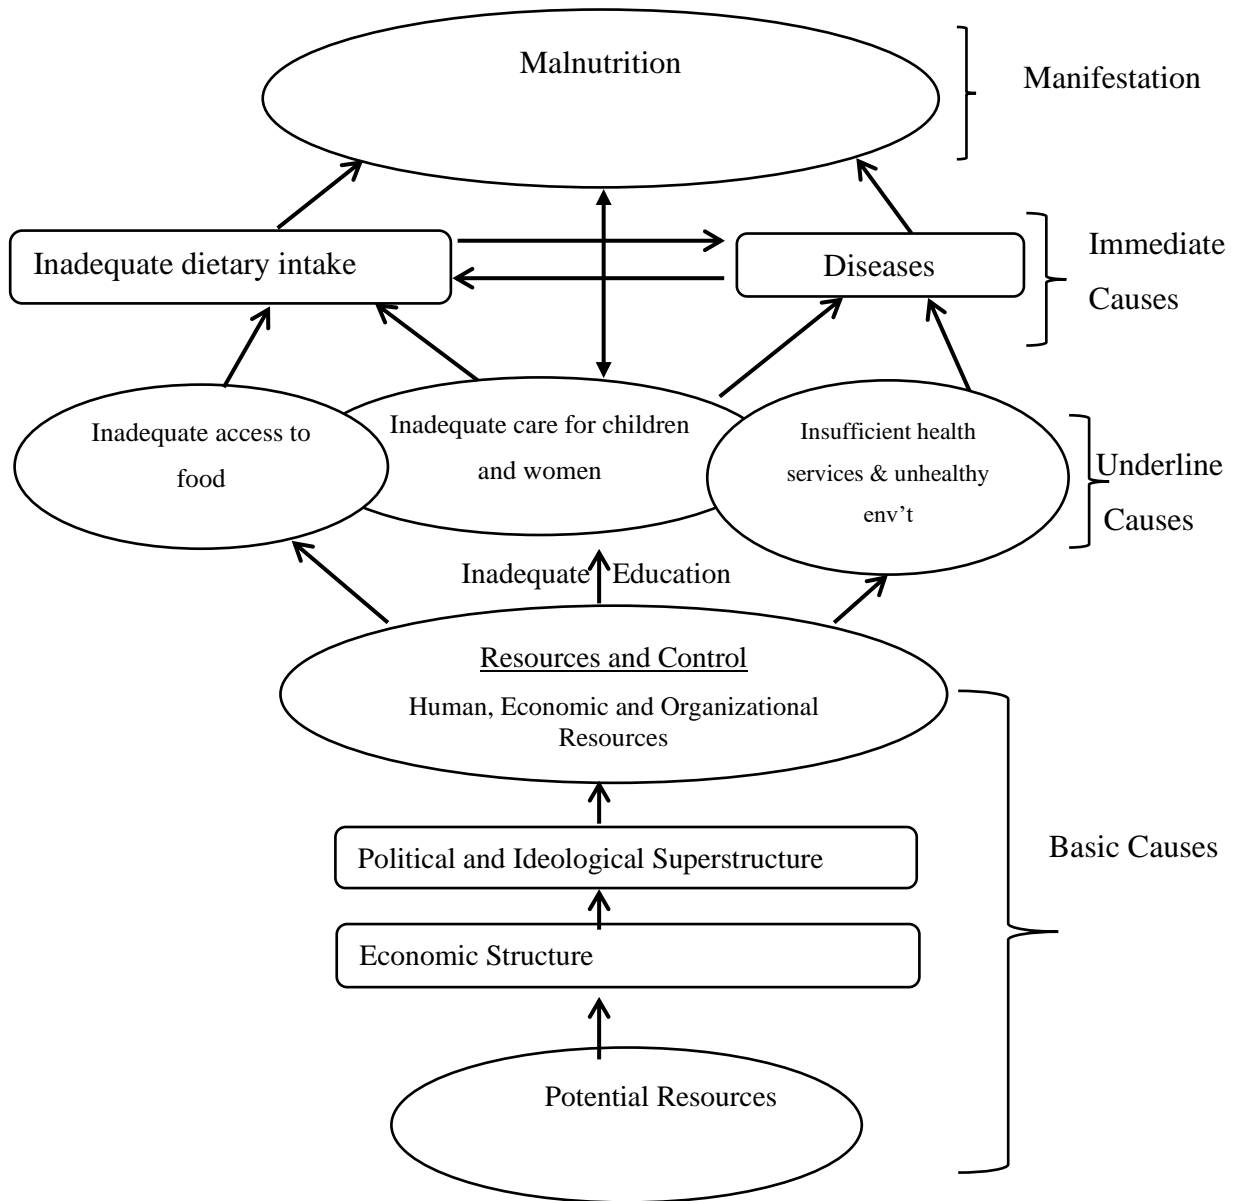 Malnutrition
Manifestation
Inadequate dietary intake
Diseases
Immediate
Causes
Inadequate access to
food
Inadequate care for children
and women
Insufficient health
services & unhealthy
env’t
Underline
Causes
Inadequate Education
Resources and Control
Human, Economic and Organizational
Resources
Political and Ideological Superstructure
Basic Causes
Economic Structure
Potential Resources